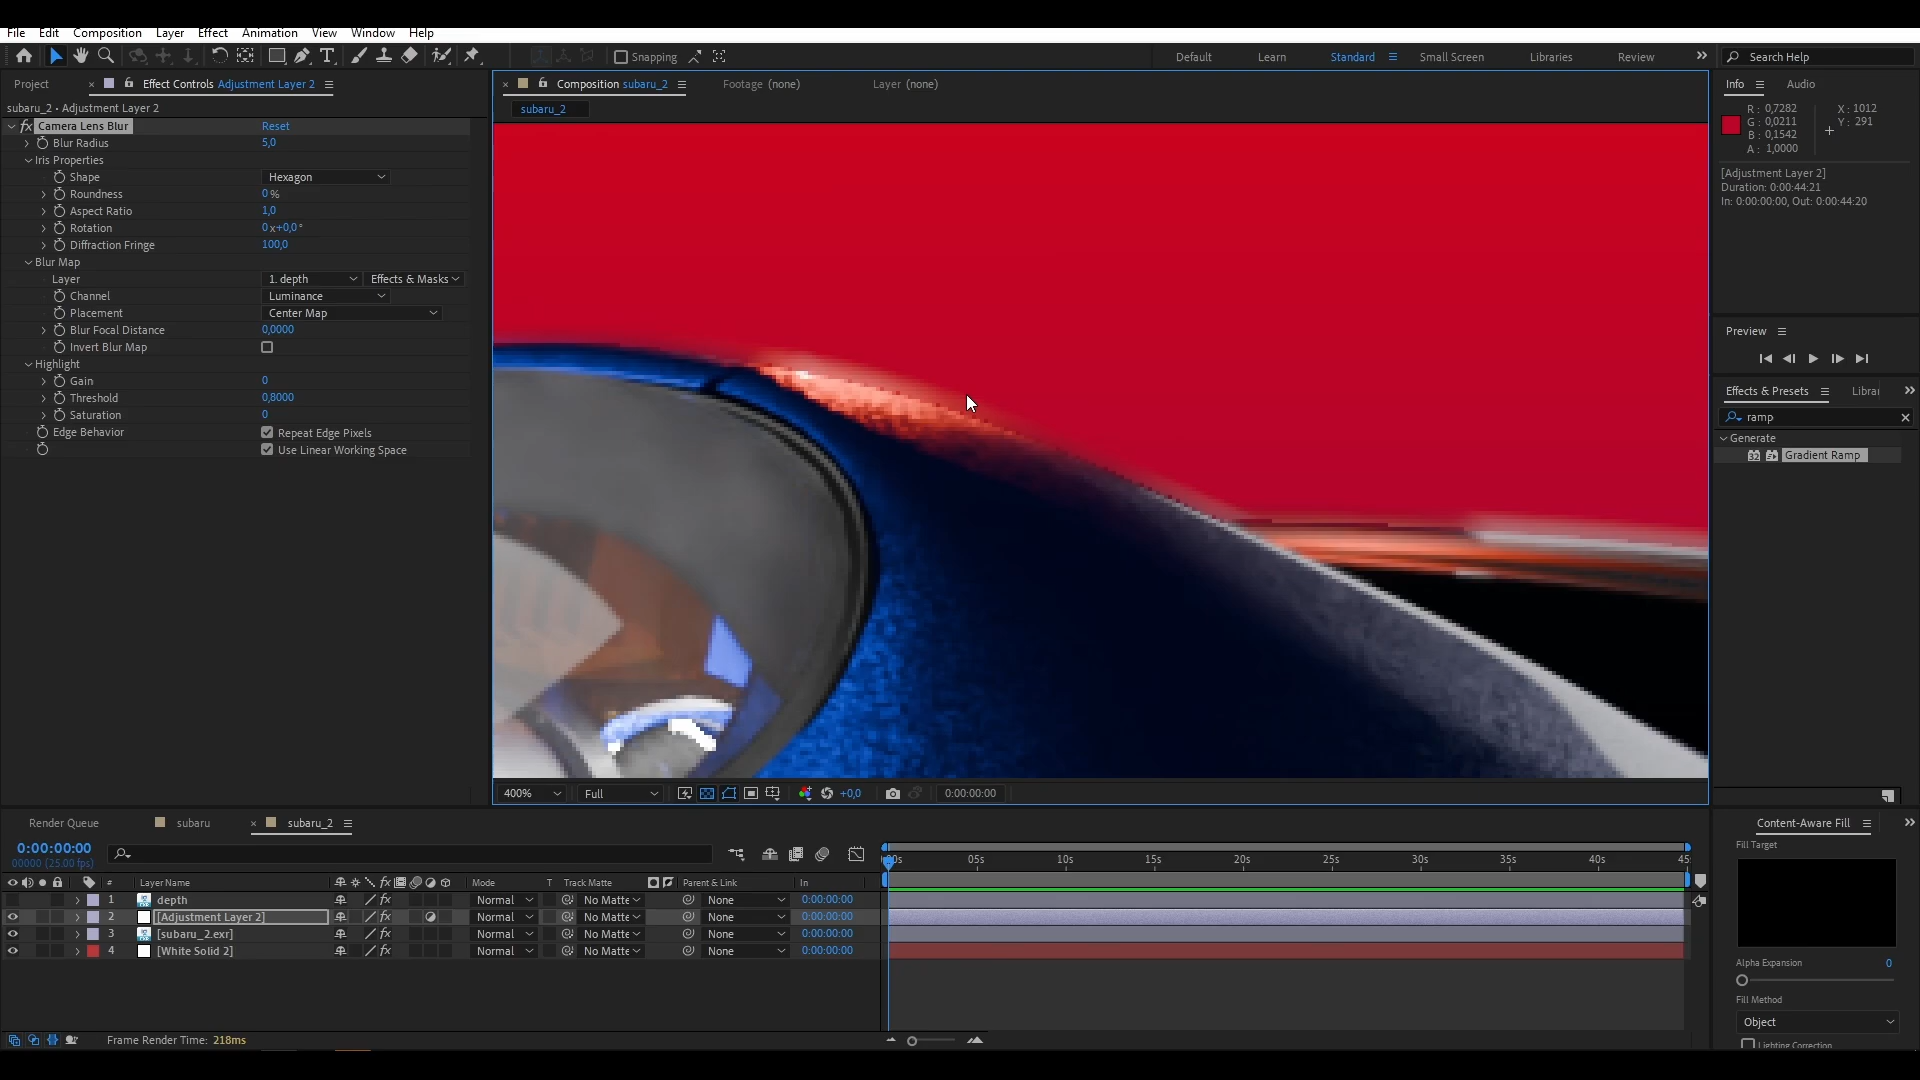 File Edit Composition Layer Effect Animation View Window Help
Snapping
Default Learn Standard Small Screen Libraries Review
Search Help
Project
Effect Controls Adjustment Layer 2
subaru_2 • Adjustment Layer 2
fx Camera Lens Blur Reset
Blur Radius 5,0
Iris Properties
Shape Hexagon
Roundness 0%
Aspect Ratio 1,0
Rotation 0x+0,0°
Diffraction Fringe 100,0
Blur Map
Layer 1. depth Effects & Masks
Channel Luminance
Placement Center Map
Blur Focal Distance 0,0000
Invert Blur Map
Highlight
Gain 0
Threshold 0,8000
Saturation 0
Edge Behavior Repeat Edge Pixels
Use Linear Working Space
Composition subaru_2
Footage (none)
Layer (none)
subaru_2
400% Full +0,0 0:00:00:00
Info Audio
R: 0,7282
G: 0,0211
B: 0,1542
A: 1,0000
X: 1012
Y: 291
[Adjustment Layer 2]
Duration: 0:00:44:21
In: 0:00:00:00, Out: 0:00:44:20
Preview
Effects & Presets Librar
ramp
Generate
Gradient Ramp
Render Queue subaru subaru_2
0:00:00:00
00000 (25.00 fps)
# Layer Name fx Mode T Track Matte Parent & Link In
1 depth fx Normal No Matte None 0:00:00:00
2 [Adjustment Layer 2] fx Normal No Matte None 0:00:00:00
3 [subaru_2.exr] fx Normal No Matte None 0:00:00:00
4 [White Solid 2] fx Normal No Matte None 0:00:00:00
05s 10s 15s 20s 25s 30s 35s 40s 45s
Frame Render Time: 218ms
Content-Aware Fill
Fill Target
Alpha Expansion 0
Fill Method
Object
Lighting Correction